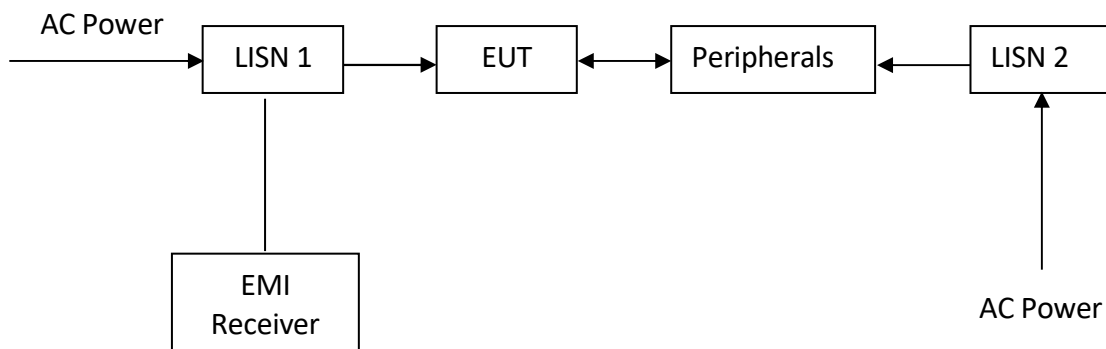 AC Power
LISN 1
EUT
Peripherals
LISN 2
EMI
Receiver
AC Power